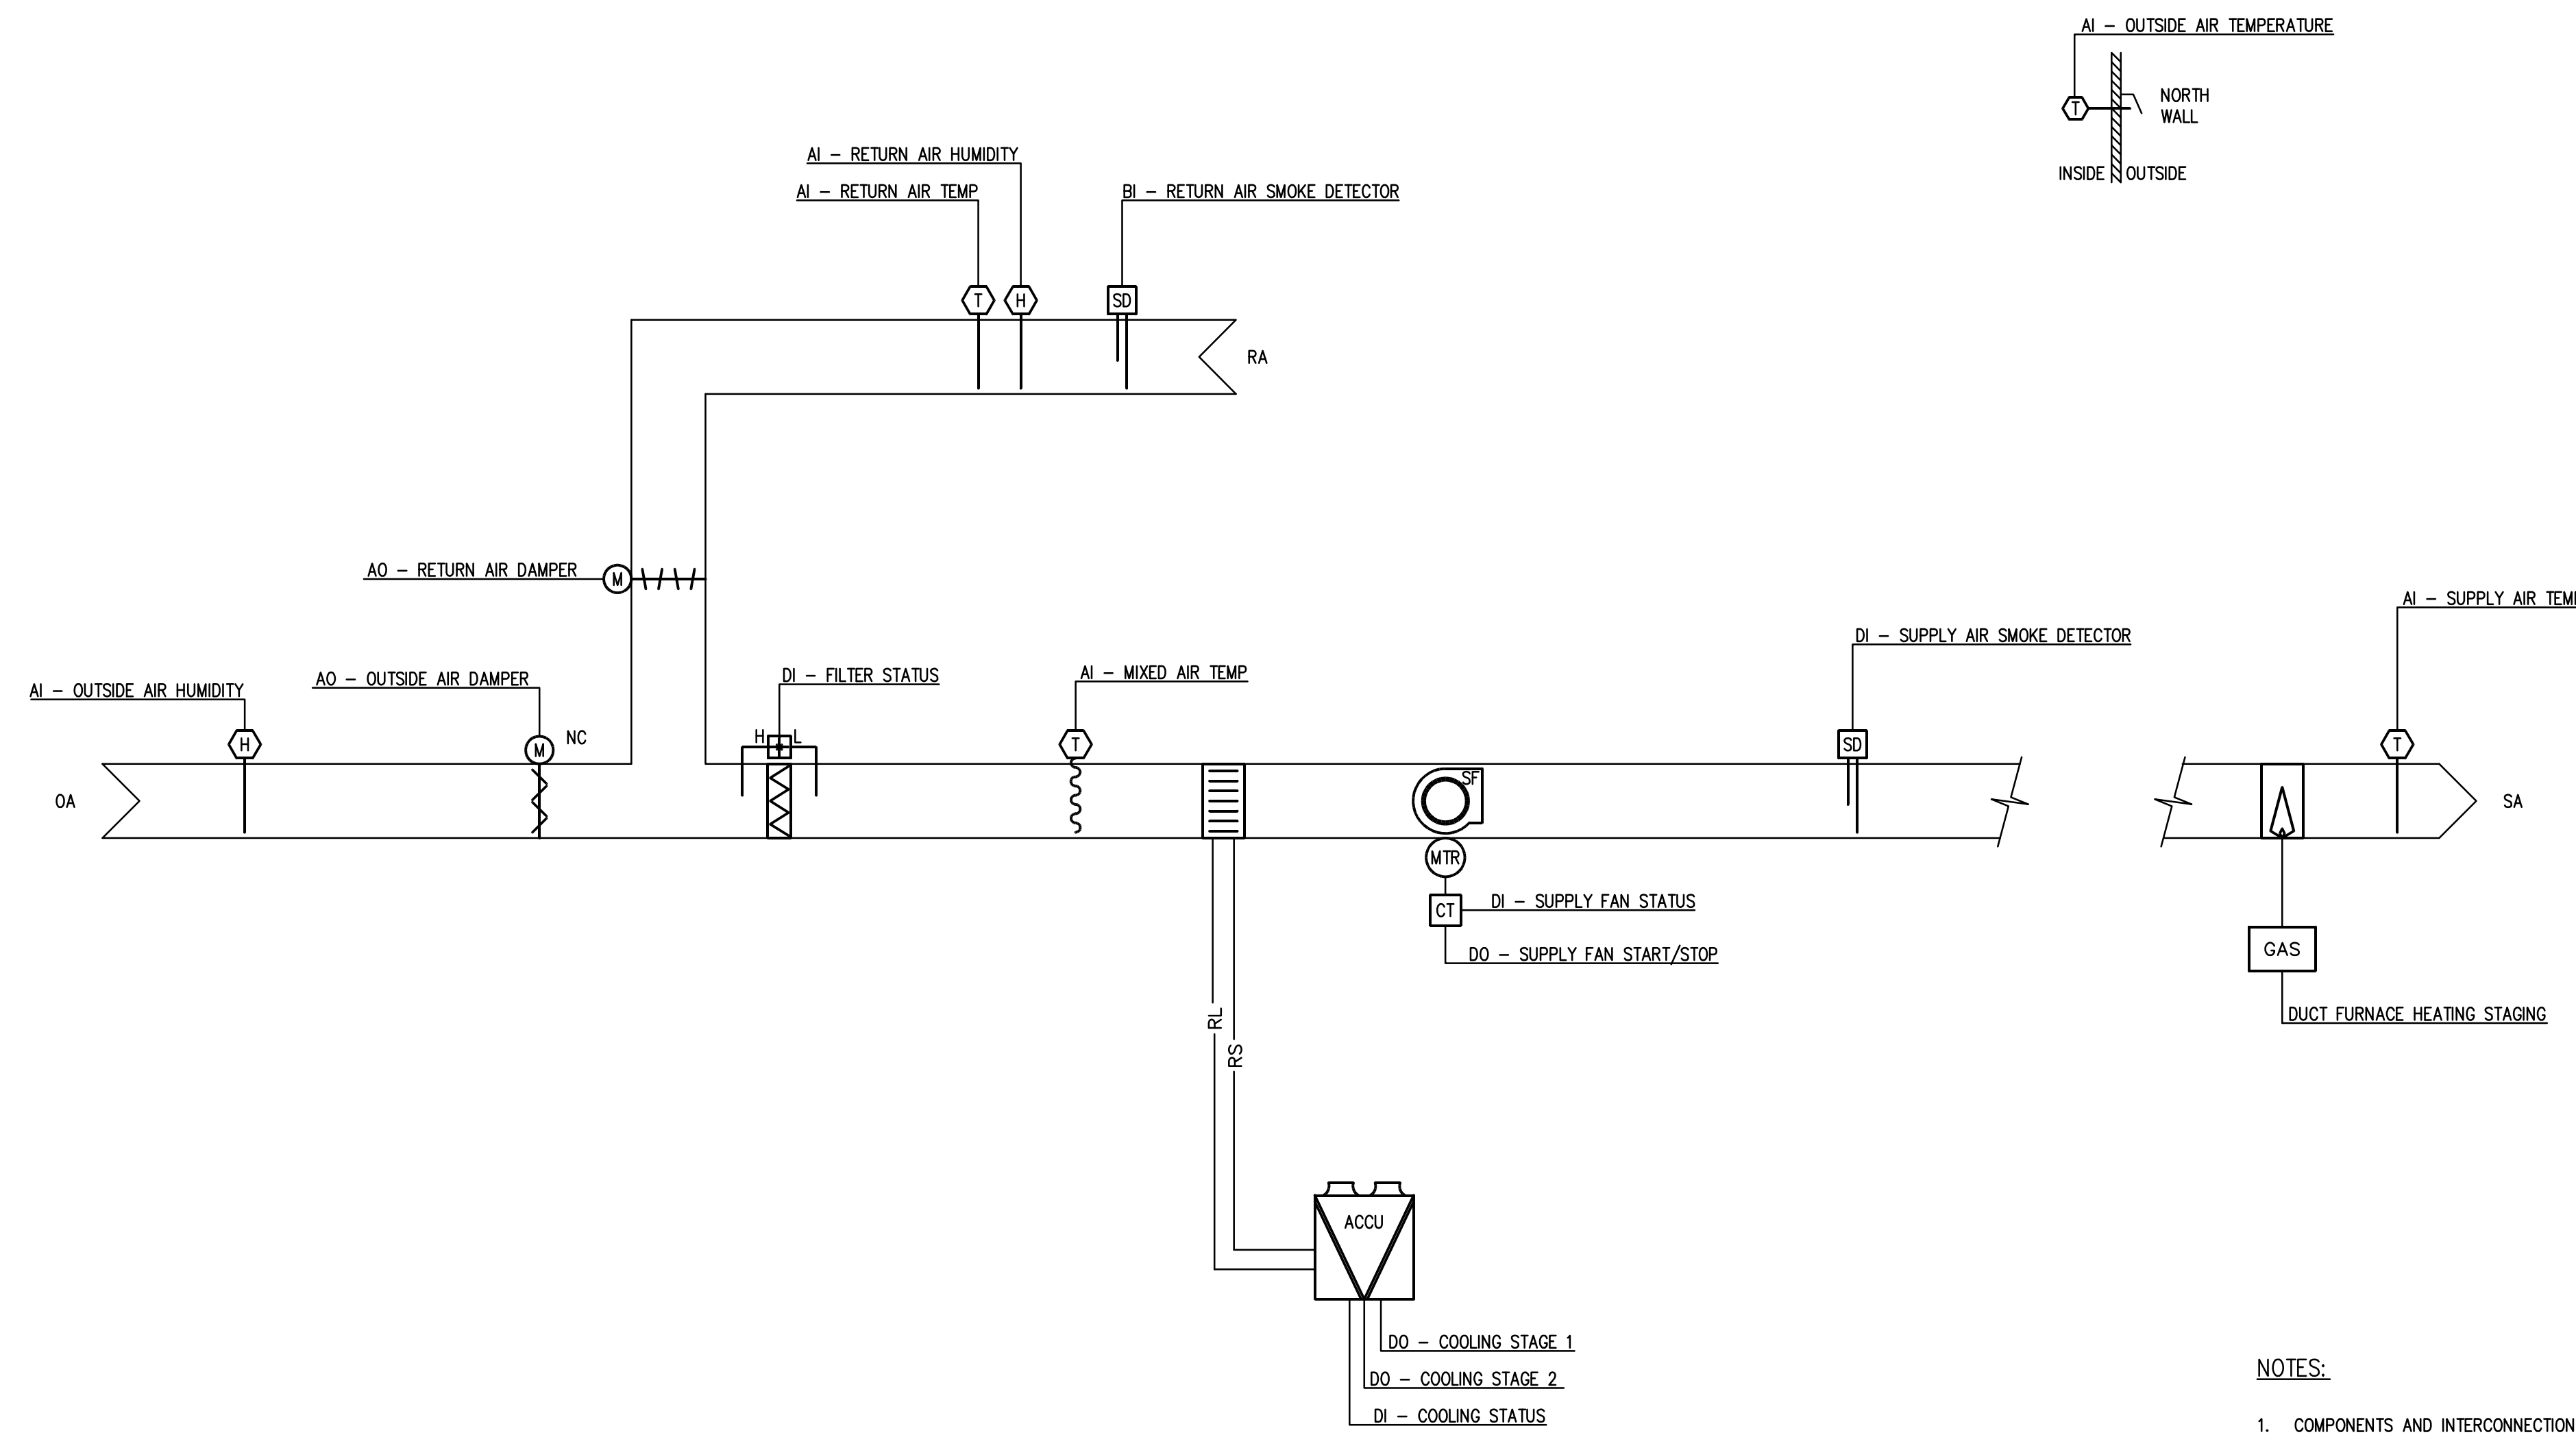 AI - OUTSIDE AIR TEMPERATURE
T
NORTH
WALL
INSIDE OUTSIDE
AI - RETURN AIR HUMIDITY
AI - RETURN AIR TEMP
BI - RETURN AIR SMOKE DETECTOR
T H SD
RA
AO - RETURN AIR DAMPER
M
AI - SUPPLY AIR
DI - SUPPLY AIR SMOKE DETECTOR
AI - OUTSIDE AIR HUMIDITY
AO - OUTSIDE AIR DAMPER
DI - FILTER STATUS
AI - MIXED AIR TEMP
H
M
NC
H L
T
SD
T
OA
SF
SA
MTR
CT
DI - SUPPLY FAN STATUS
DO - SUPPLY FAN START/STOP
GAS
DUCT FURNACE HEATING STAGING
RL
RS
ACCU
DO - COOLING STAGE 1
DO - COOLING STAGE 2
DI - COOLING STATUS
NOTES:
1. COMPONENTS AND INTERCONNECTION